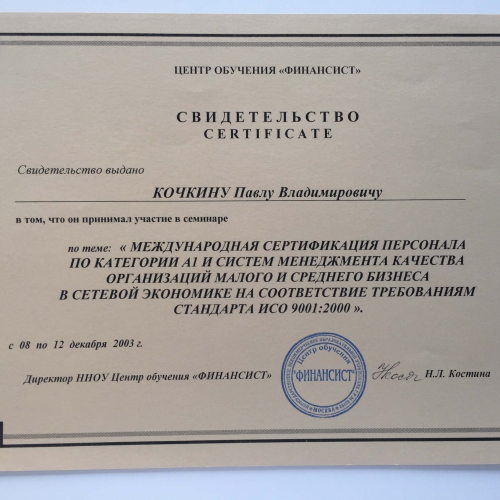 ЦЕНТР ОБУЧЕНИЯ «ФИНАНСИСТ»
СВИДЕТЕЛЬСТВО
CERTIFICATE
Свидетельство выдано
КОЧКИНУ Павлу Владимировичу
в том, что он принимал участие в семинаре
по теме: « МЕЖДУНАРОДНАЯ СЕРТИФИКАЦИЯ ПЕРСОНАЛА
ПО КАТЕГОРИИ А1 И СИСТЕМ МЕНЕДЖМЕНТА КАЧЕСТВА
ОРГАНИЗАЦИЙ МАЛОГО И СРЕДНЕГО БИЗНЕСА
В СЕТЕВОЙ ЭКОНОМИКЕ НА СООТВЕТСТВИЕ ТРЕБОВАНИЯМ
СТАНДАРТА ИСО 9001:2000 ».
с 08 по 12 декабря 2003 г.
Директор ННОУ Центр обучения «ФИНАНСИСТ»
Центр обучения
"ФИНАНСИСТ"
МОСКВА
Н.Л. Костина